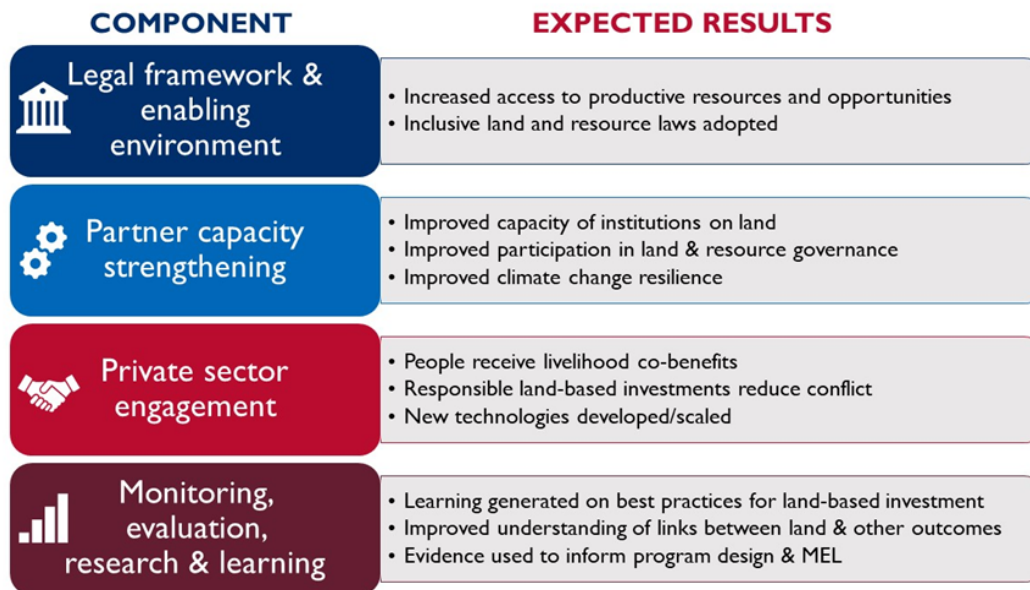 COMPONENT
EXPECTED RESULTS
Legal framework &
enabling
environment
• Increased access to productive resources and opportunities
• Inclusive land and resource laws adopted
Partner capacity
strengthening
• Improved capacity of institutions on land
• Improved participation in land & resource governance
• Improved climate change resilience
Private sector
engagement
• People receive livelihood co-benefits
• Responsible land-based investments reduce conflict
• New technologies developed/scaled
Monitoring,
evaluation,
research & learning
• Learning generated on best practices for land-based investment
• Improved understanding of links between land & other outcomes
• Evidence used to inform program design & MEL